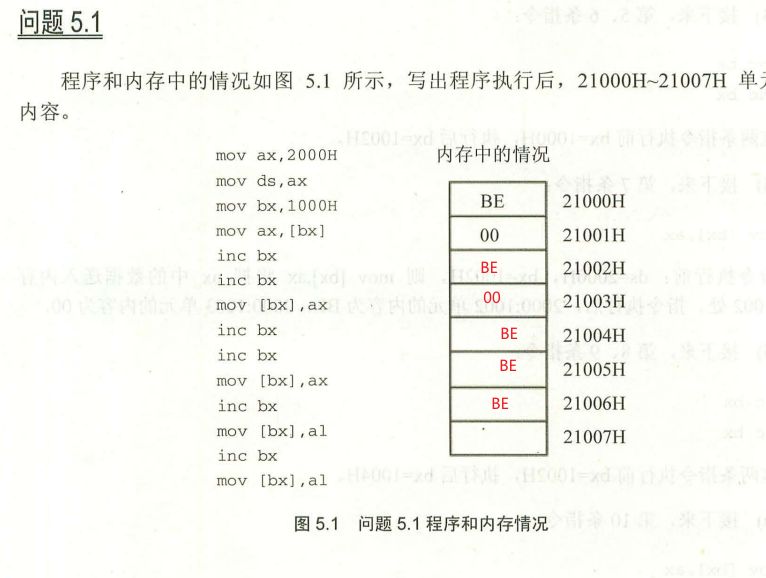 问题 5.1
程序和内存中的情况如图 5.1 所示，写出程序执行后，21000H~21007H 单
内容。
内存中的情况
mov ax,2000H
mov ds,ax
mov bx,1000H
mov ax,[bx]
inc bx
inc bx
mov [bx],ax
inc bx
inc bx
mov [bx],ax
inc bx
mov [bx],al
inc bx
mov [bx],al
BE 21000H
00 21001H
BE 21002H
00 21003H
BE 21004H
BE 21005H
BE 21006H
21007H
图 5.1 问题 5.1 程序和内存情况